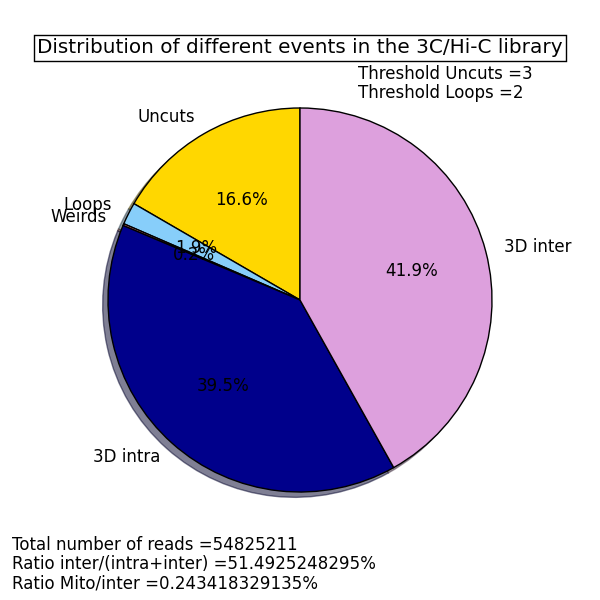 Distribution of different events in the 3C/Hi-C library
Threshold Uncuts =3
Threshold Loops =2
Uncuts
16.6%
Loops
Weirds
1.9%
3D inter
41.9%
39.5%
3D intra
Total number of reads =54825211
Ratio inter/(intra+inter) =51.4925248295%
Ratio Mito/inter =0.243418329135%